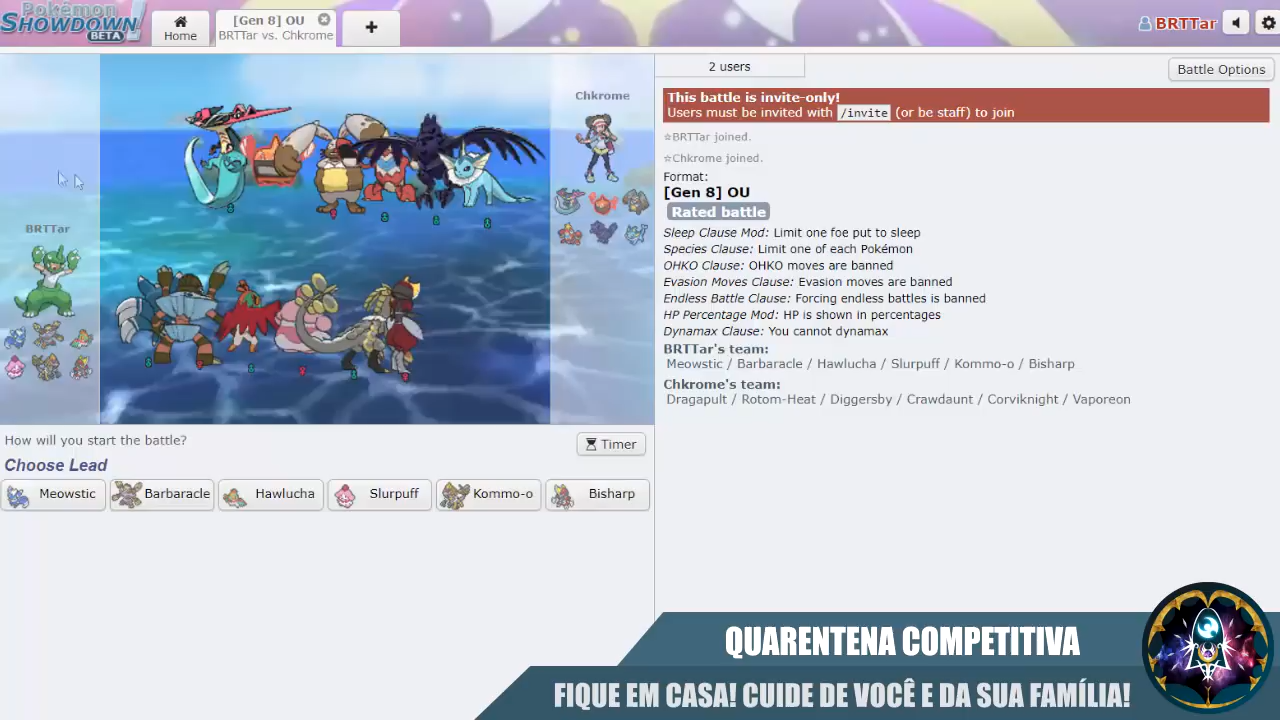 Pokémon
SHOWDOWN!
BETA
Home
[Gen 8] OU
BRTTar vs. Chkrome
+
BRTTar
2 users
Battle Options
Chkrome
BRTTar
This battle is invite-only!
Users must be invited with /invite (or be staff) to join
☆BRTTar joined.
☆Chkrome joined.
Format:
[Gen 8] OU
Rated battle
Sleep Clause Mod: Limit one foe put to sleep
Species Clause: Limit one of each Pokémon
OHKO Clause: OHKO moves are banned
Evasion Moves Clause: Evasion moves are banned
Endless Battle Clause: Forcing endless battles is banned
HP Percentage Mod: HP is shown in percentages
Dynamax Clause: You cannot dynamax
BRTTar's team:
Meowstic / Barbaracle / Hawlucha / Slurpuff / Kommo-o / Bisharp
Chkrome's team:
Dragapult / Rotom-Heat / Diggersby / Crawdaunt / Corviknight / Vaporeon
How will you start the battle?
Timer
Choose Lead
Meowstic
Barbaracle
Hawlucha
Slurpuff
Kommo-o
Bisharp
QUARENTENA COMPETITIVA
FIQUE EM CASA! CUIDE DE VOCÊ E DA SUA FAMÍLIA!